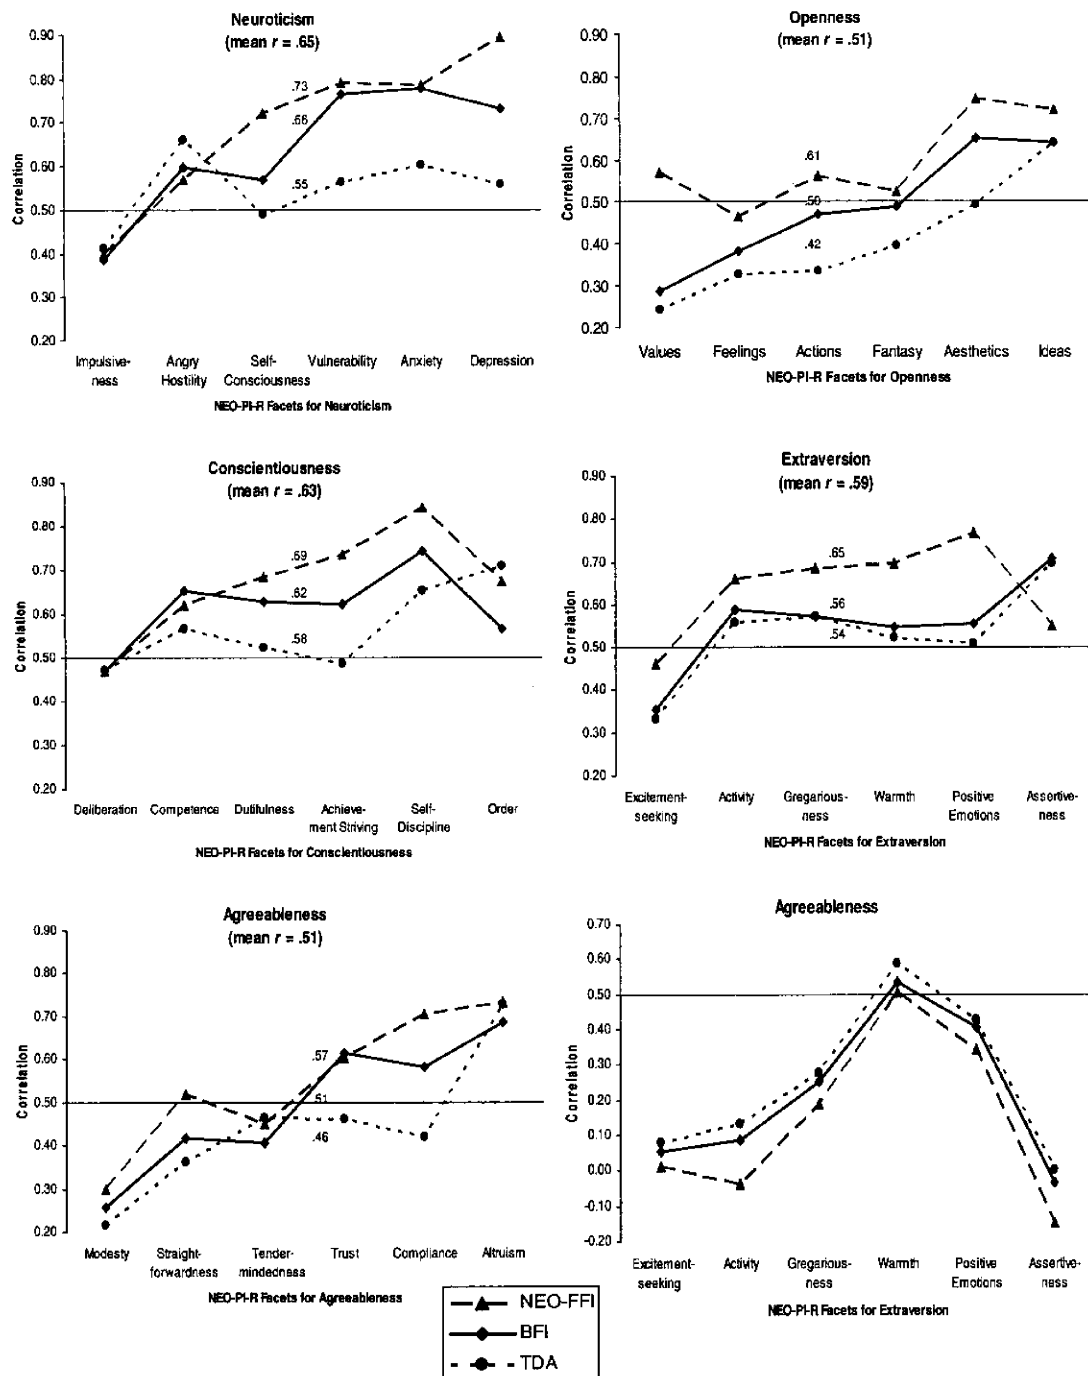 Neuroticism
(mean r = .65)
Correlation
0.90
0.80
0.70
0.60
0.50
0.40
0.30
0.20
.73
.66
.55
Impulsive-
ness
Angry
Hostility
Self-
Consciousness
Vulnerability
Anxiety
Depression
NEO-PI-R Facets for Neuroticism
Openness
(mean r = .51)
Correlation
0.90
0.80
0.70
0.60
0.50
0.40
0.30
0.20
.61
.50
.42
Values
Feelings
Actions
Fantasy
Aesthetics
Ideas
NEO-PI-R Facets for Openness
Conscientiousness
(mean r = .63)
Correlation
0.90
0.80
0.70
0.60
0.50
0.40
0.30
0.20
.69
.62
.58
Deliberation
Competence
Dutifulness
Achieve-
ment Striving
Self-
Discipline
Order
NEO-PI-R Facets for Conscientiousness
Extraversion
(mean r = .59)
Correlation
0.90
0.80
0.70
0.60
0.50
0.40
0.30
0.20
.65
.56
.54
Excitement-
seeking
Activity
Gregarious-
ness
Warmth
Positive
Emotions
Assertive-
ness
NEO-PI-R Facets for Extraversion
Agreeableness
(mean r = .51)
Correlation
0.90
0.80
0.70
0.60
0.50
0.40
0.30
0.20
.57
.51
.46
Modesty
Straight-
forwardness
Tender-
mindedness
Trust
Compliance
Altruism
NEO-PI-R Facets for Agreeableness
Agreeableness
Correlation
0.70
0.60
0.50
0.40
0.30
0.20
0.10
0.00
-0.10
-0.20
Excitement-
seeking
Activity
Gregarious-
ness
Warmth
Positive
Emotions
Assertive-
ness
NEO-PI-R Facets for Extraversion
NEO-FFI
BFI
TDA